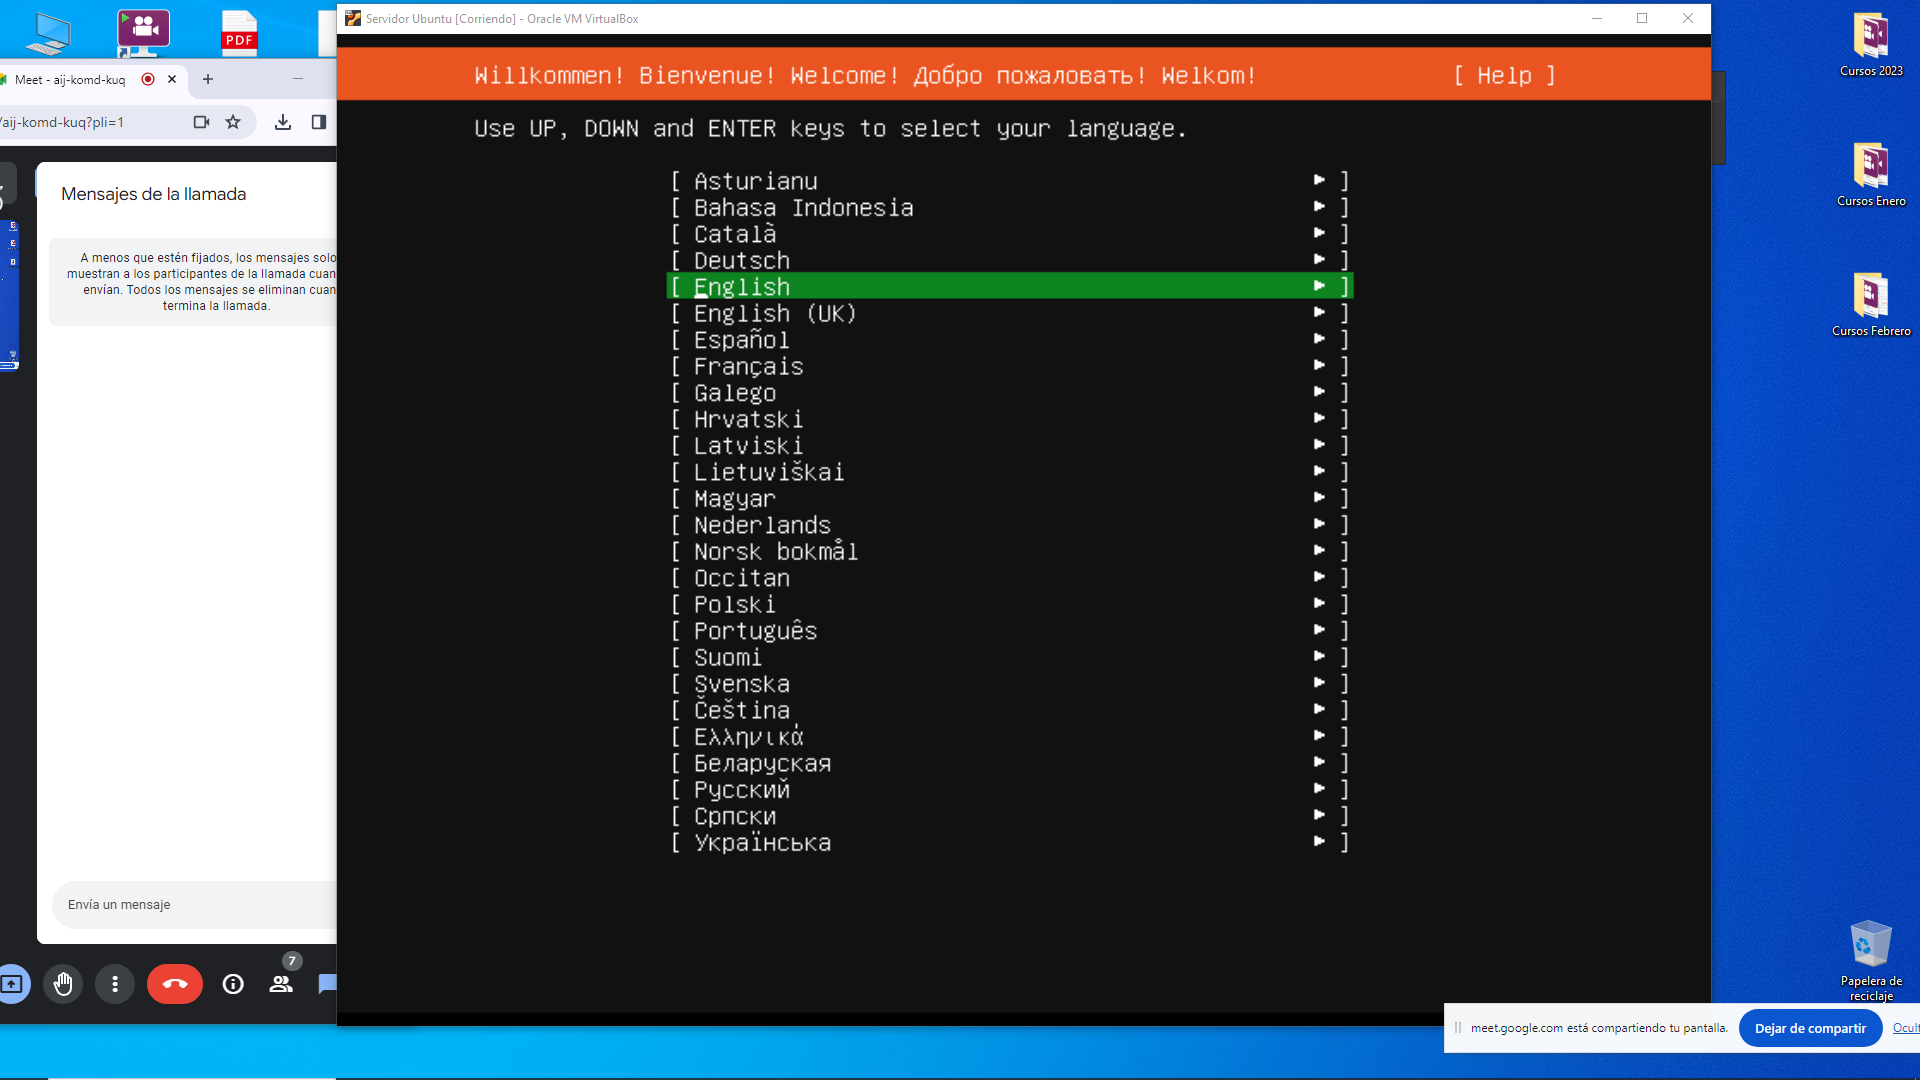 Servidor Ubuntu [Corriendo] - Oracle VM VirtualBox
PDF
Meet - aij-komd-kuq
/aij-komd-kuq?pli=1
Willkommen! Bienvenue! Welcome! Добро пожаловать! Welkom! [ Help ]
Use UP, DOWN and ENTER keys to select your language.
[ Asturianu ► ]
[ Bahasa Indonesia ► ]
[ Català ► ]
[ Deutsch ► ]
[ English ► ]
[ English (UK) ► ]
[ Español ► ]
[ Français ► ]
[ Galego ► ]
[ Hrvatski ► ]
[ Latviski ► ]
[ Lietuviškai ► ]
[ Magyar ► ]
[ Nederlands ► ]
[ Norsk bokmål ► ]
[ Occitan ► ]
[ Polski ► ]
[ Português ► ]
[ Suomi ► ]
[ Svenska ► ]
[ Čeština ► ]
[ Ελληνικά ► ]
[ Беларуская ► ]
[ Русский ► ]
[ Српски ► ]
[ Українська ► ]
Mensajes de la llamada
A menos que estén fijados, los mensajes solo
muestran a los participantes de la llamada cuan
envían. Todos los mensajes se eliminan cuan
termina la llamada.
Envía un mensaje
7
Cursos 2023
Cursos Enero
Cursos Febrero
Papelera de
reciclaje
meet.google.com está compartiendo tu pantalla. Dejar de compartir Ocult